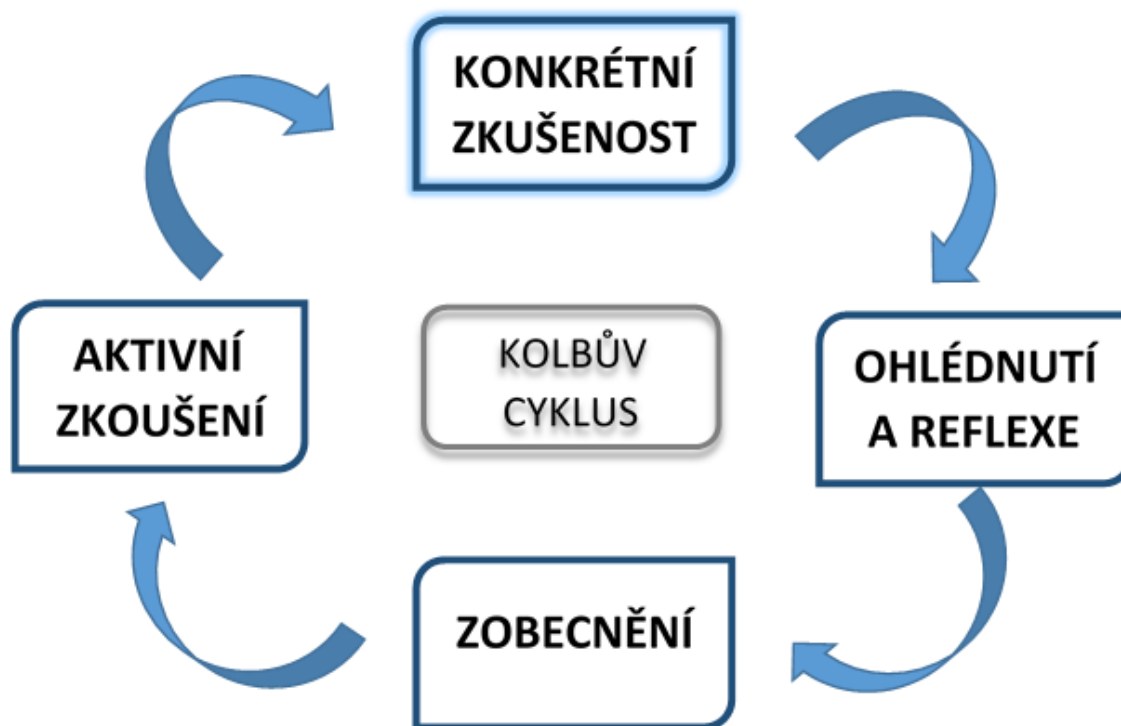 KONKRÉTNÍ
ZKUŠENOST
AKTIVNÍ
ZKOUŠENÍ
KOLBŮV
CYKLUS
OHLÉDNUTÍ
A REFLEXE
ZOBECNĚNÍ